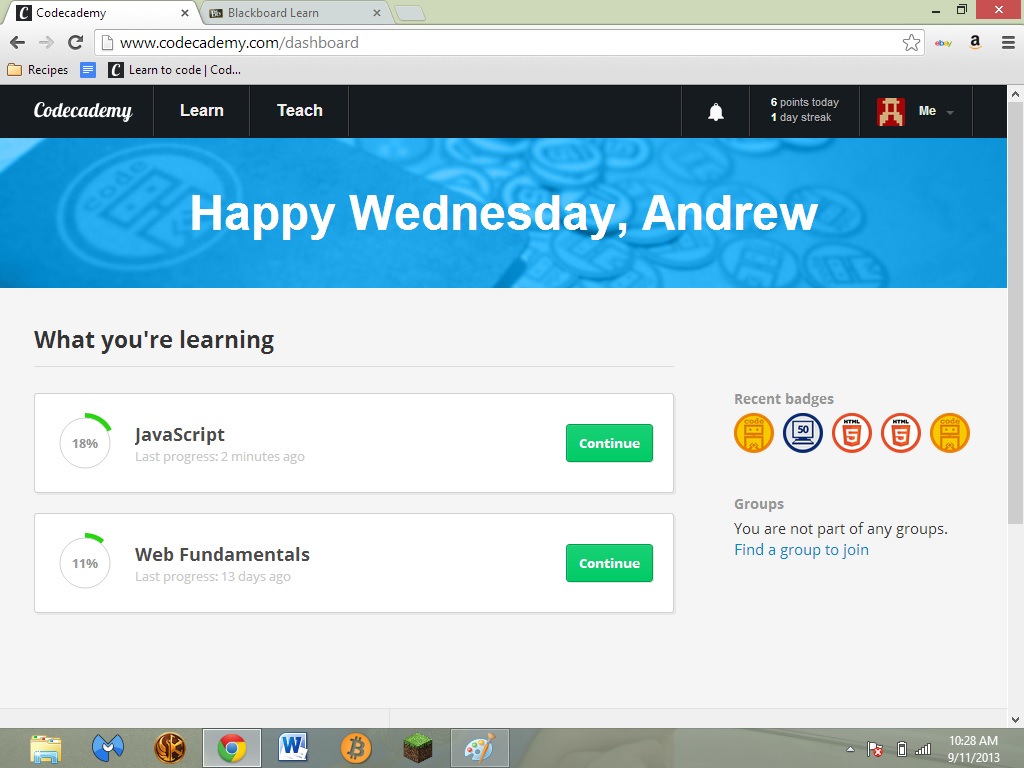 Codecademy
Blackboard Learn
www.codecademy.com/dashboard
ebay
a
Recipes
Learn to code | Cod...
Codecademy
Learn
Teach
6 points today
1 day streak
Me
Happy Wednesday, Andrew
What you're learning
18%
JavaScript
Last progress: 2 minutes ago
Continue
11%
Web Fundamentals
Last progress: 13 days ago
Continue
Recent badges
code
50
HTML
5
HTML
5
code
Groups
You are not part of any groups.
Find a group to join
10:28 AM
9/11/2013